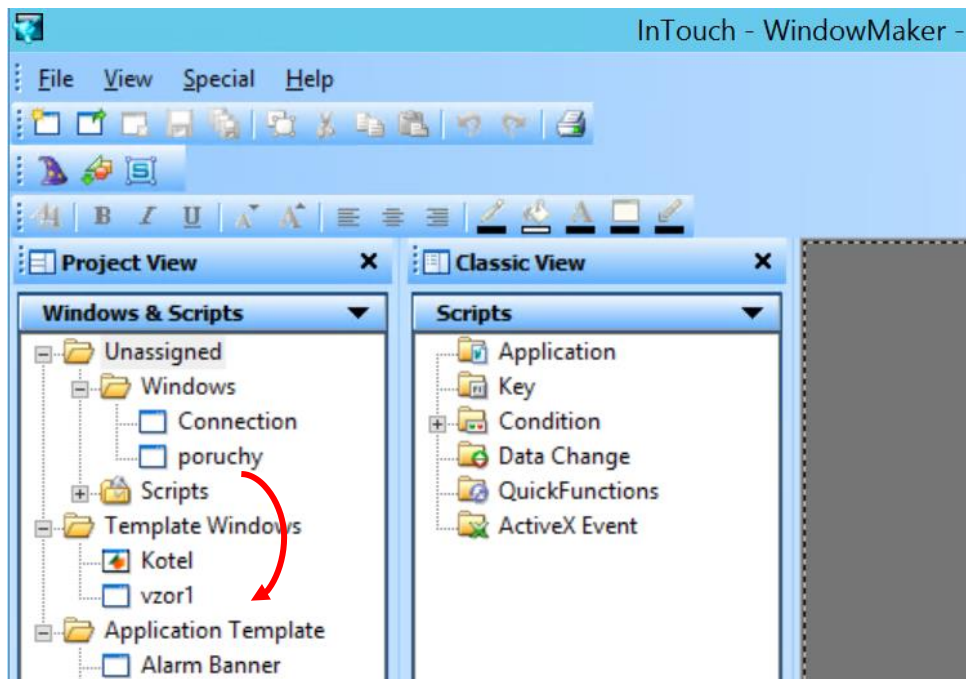 InTouch - WindowMaker -
File View Special Help
B I U A A A
Project View
Classic View
Windows & Scripts
Scripts
Unassigned
Application
Windows
Key
Connection
Condition
poruchy
Data Change
Scripts
QuickFunctions
Template Windows
ActiveX Event
Kotel
vzor1
Application Template
Alarm Banner